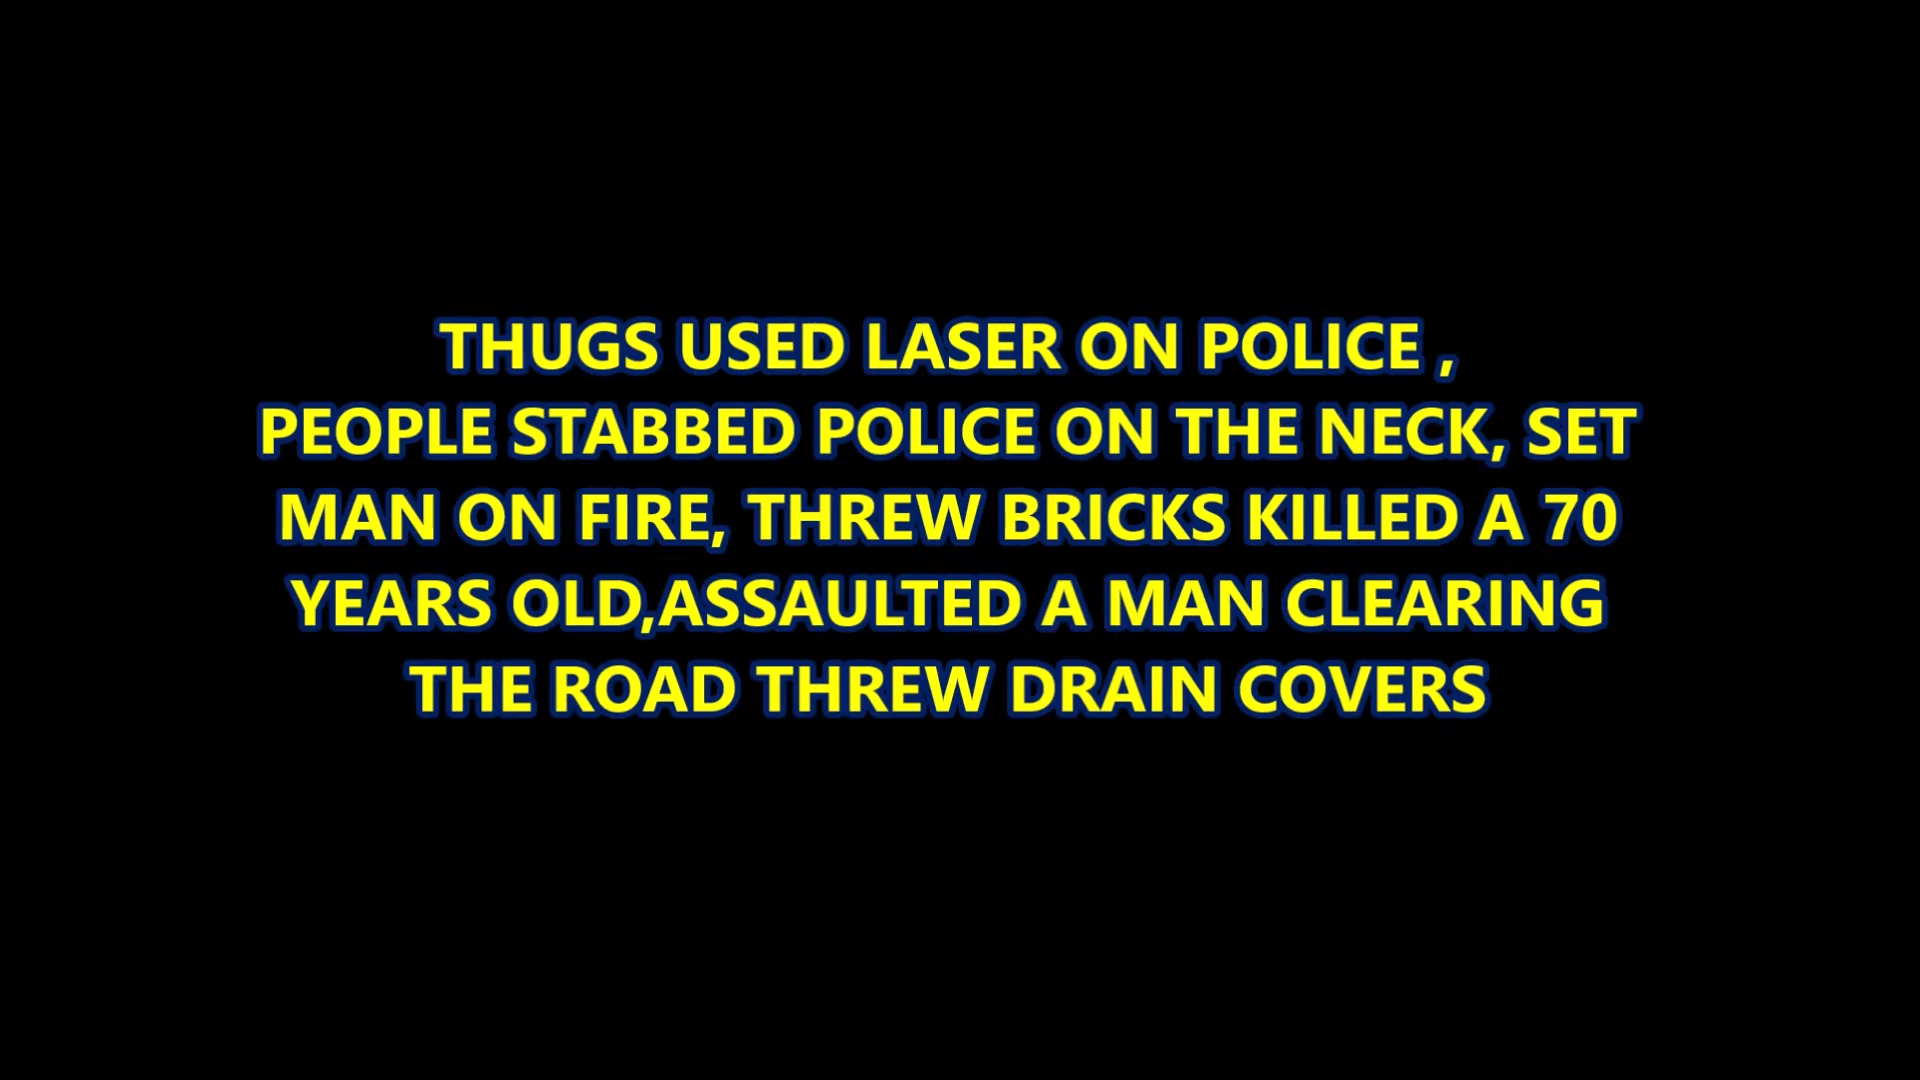 THUGS USED LASER ON POLICE ,
PEOPLE STABBED POLICE ON THE NECK, SET
MAN ON FIRE, THREW BRICKS KILLED A 70
YEARS OLD,ASSAULTED A MAN CLEARING
THE ROAD THREW DRAIN COVERS